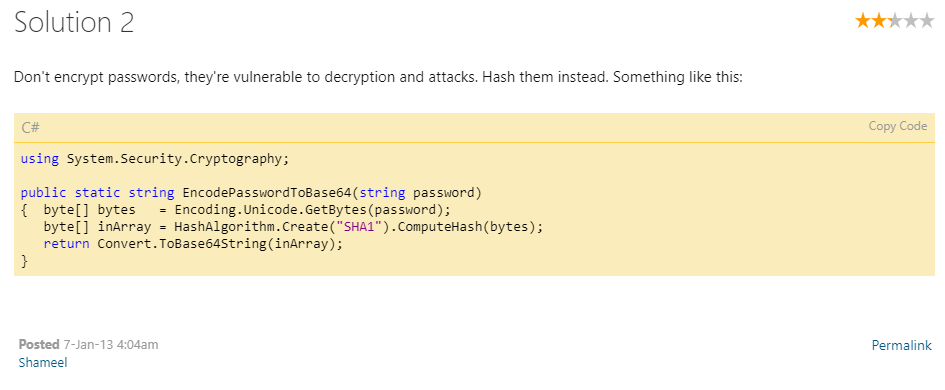 Solution 2
Don't encrypt passwords, they're vulnerable to decryption and attacks. Hash them instead. Something like this:
C# Copy Code
using System.Security.Cryptography;
public static string EncodePasswordToBase64(string password)
{  byte[] bytes   = Encoding.Unicode.GetBytes(password);
   byte[] inArray = HashAlgorithm.Create("SHA1").ComputeHash(bytes);
   return Convert.ToBase64String(inArray);
}
Posted 7-Jan-13 4:04am Permalink
Shameel